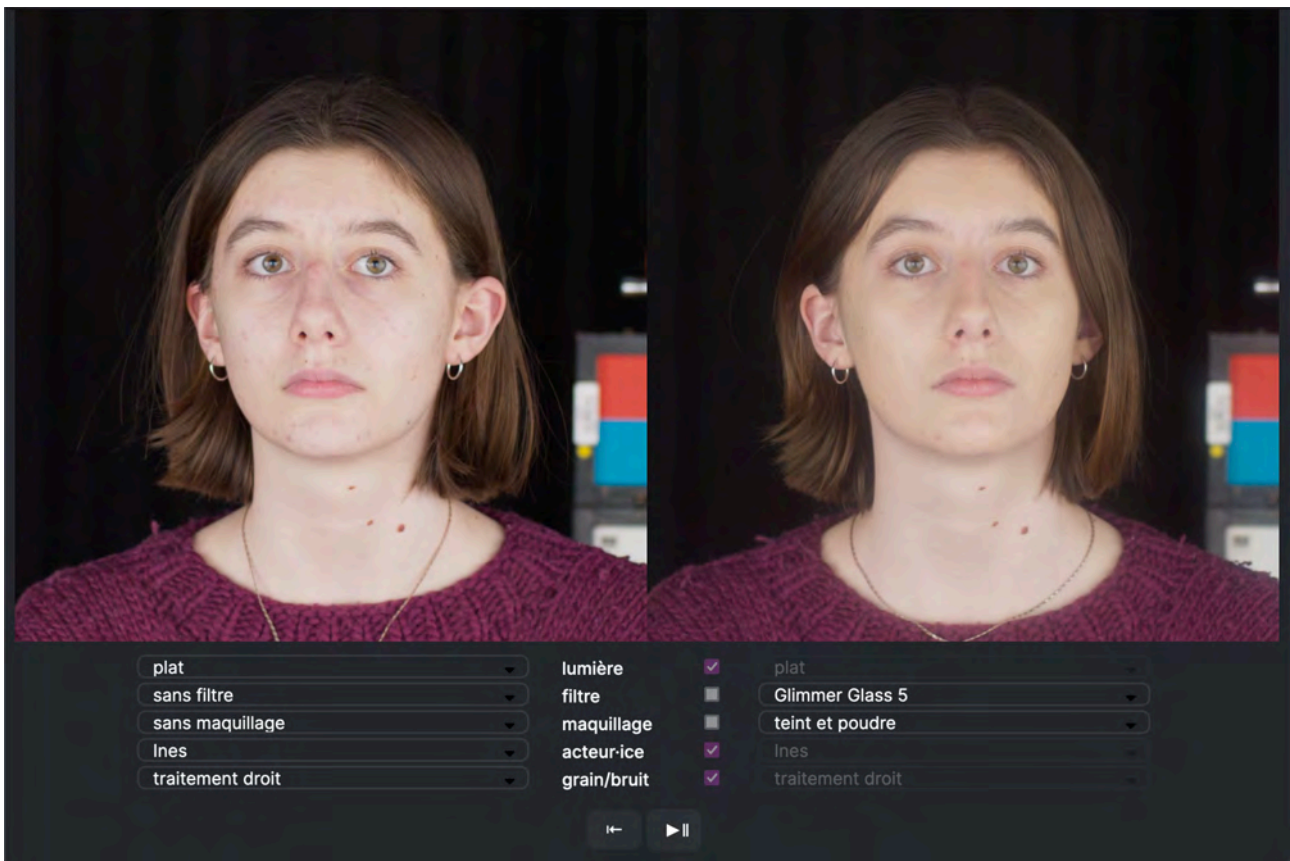 plat lumière plat
sans filtre filtre Glimmer Glass 5
sans maquillage maquillage teint et poudre
Ines acteur·ice Ines
traitement droit grain/bruit traitement droit